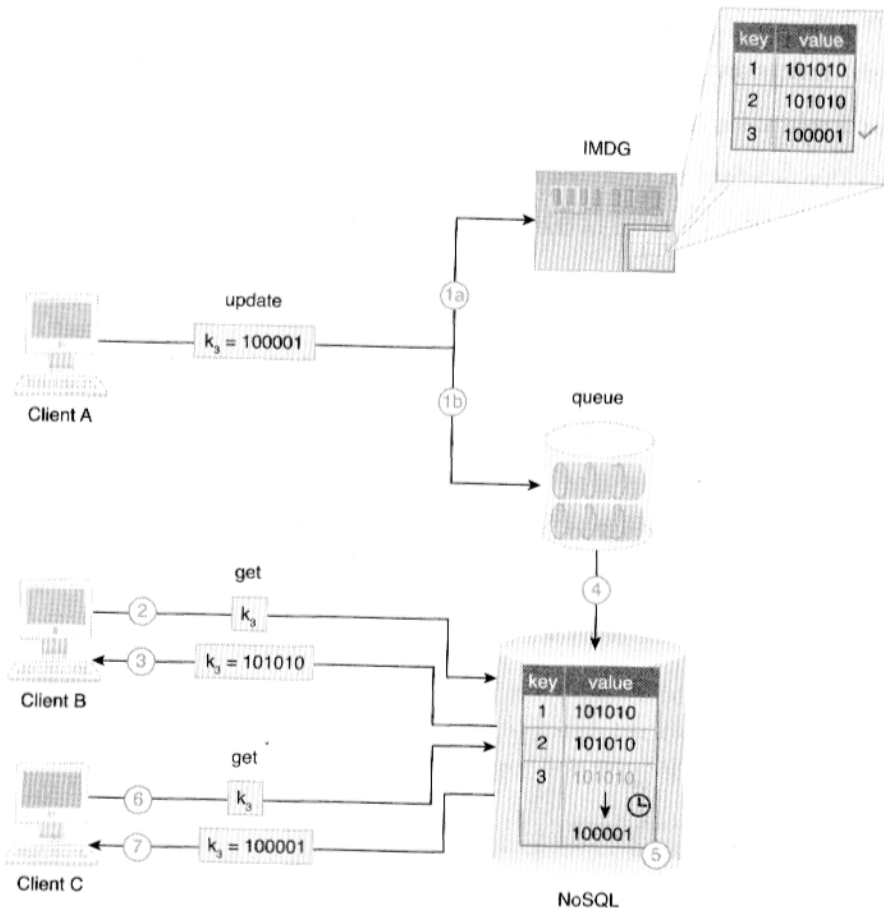 key value
1 101010
2 101010
3 100001
IMDG
1a
update
k₃ = 100001
Client A
1b
queue
4
get
2
k₃
3
k₃ = 101010
Client B
key value
1 101010
2 101010
3 101010
100001
5
get
6
k₃
7
k₃ = 100001
Client C
NoSQL